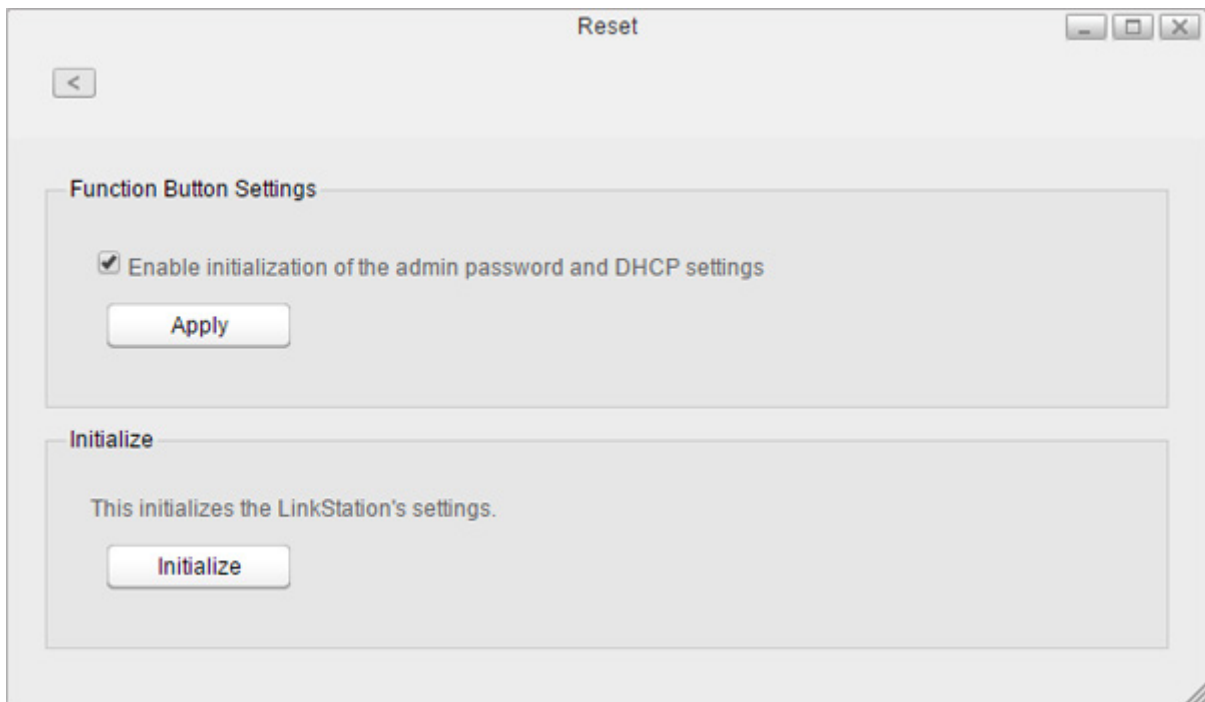 Reset
<
Function Button Settings
Enable initialization of the admin password and DHCP settings
Apply
Initialize
This initializes the LinkStation's settings.
Initialize